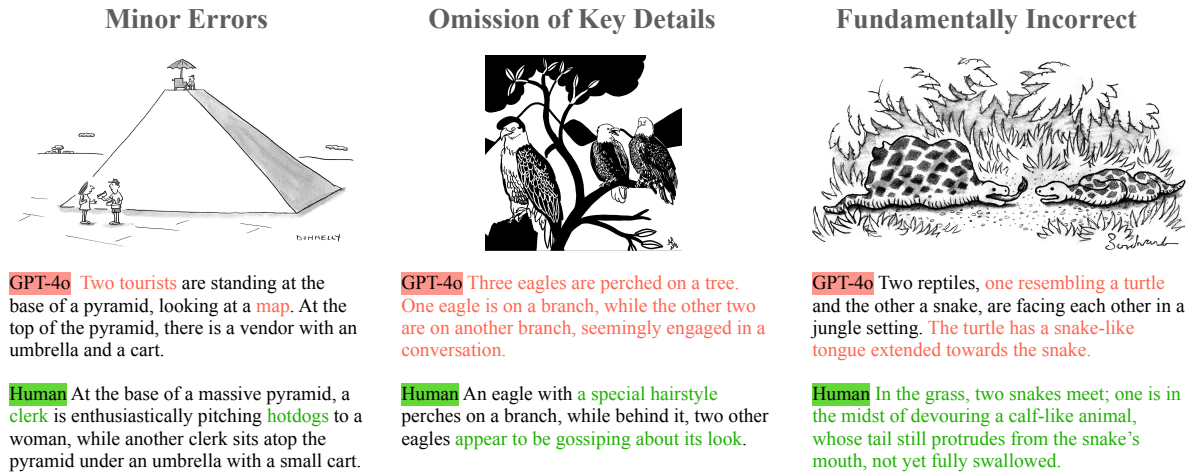 Minor Errors
Omission of Key Details
Fundamentally Incorrect
DONNELLY
GPT-4o Two tourists are standing at the
base of a pyramid, looking at a map. At the
top of the pyramid, there is a vendor with an
umbrella and a cart.
Human At the base of a massive pyramid, a
clerk is enthusiastically pitching hotdogs to a
woman, while another clerk sits atop the
pyramid under an umbrella with a small cart.
GPT-4o Three eagles are perched on a tree.
One eagle is on a branch, while the other two
are on another branch, seemingly engaged in a
conversation.
Human An eagle with a special hairstyle
perches on a branch, while behind it, two other
eagles appear to be gossiping about its look.
GPT-4o Two reptiles, one resembling a turtle
and the other a snake, are facing each other in a
jungle setting. The turtle has a snake-like
tongue extended towards the snake.
Human In the grass, two snakes meet; one is in
the midst of devouring a calf-like animal,
whose tail still protrudes from the snake's
mouth, not yet fully swallowed.